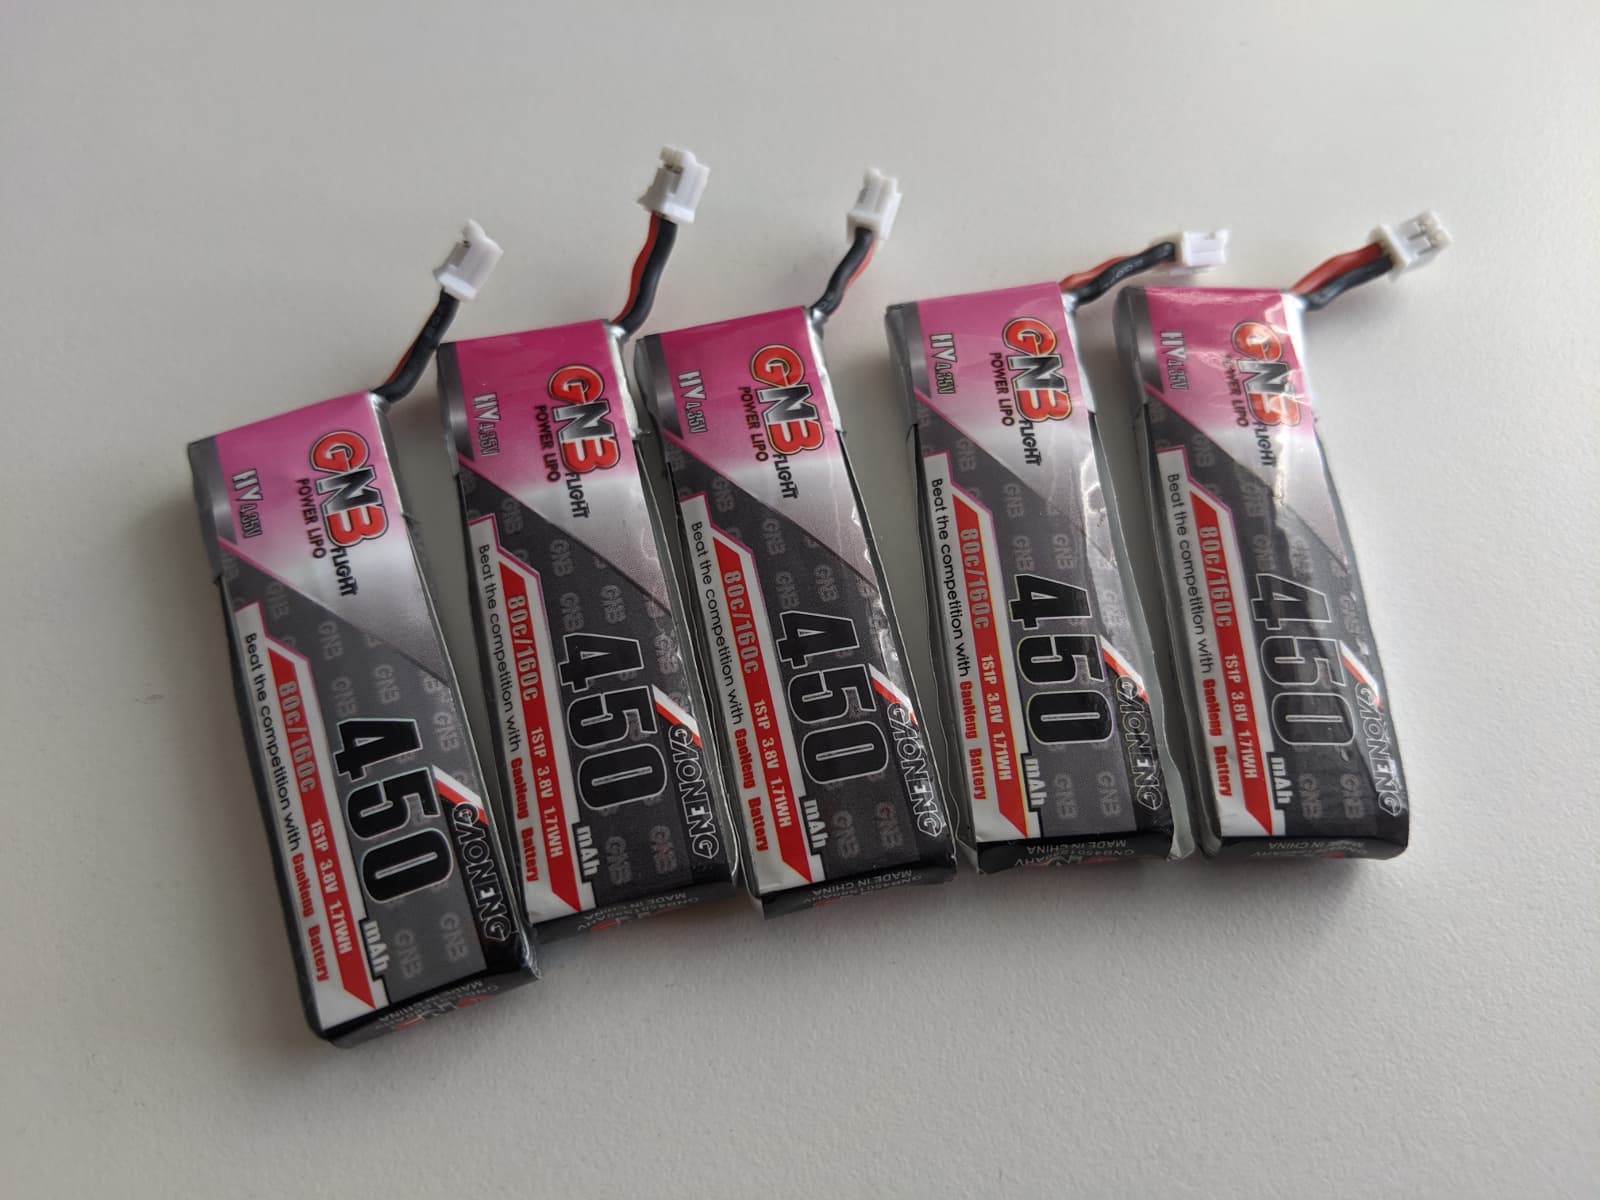 HV 4.35V
GNB
POWER LIPO
FLIGHT
80C/160C
Beat the competition with GaoNeng Battery
1S1P 3.8V 1.71WH
450
mAh
GAONENG
MADE IN CHINA
HV 4.35V
GNB
POWER LIPO
FLIGHT
80C/160C
Beat the competition with GaoNeng Battery
1S1P 3.8V 1.71WH
450
mAh
GAONENG
MADE IN CHINA
HV 4.35V
GNB
POWER LIPO
FLIGHT
80C/160C
Beat the competition with GaoNeng Battery
1S1P 3.8V 1.71WH
450
mAh
GAONENG
GNB4501S80AHV
MADE IN CHINA
HV 4.35V
GNB
POWER LIPO
FLIGHT
80C/160C
Beat the competition with GaoNeng Battery
1S1P 3.8V 1.71WH
450
mAh
GAONENG
GNB4501S80AHV
MADE IN CHINA
HV 4.35V
GNB
POWER LIPO
FLIGHT
80C/160C
Beat the competition with GaoNeng Battery
1S1P 3.8V 1.71WH
450
mAh
GAONENG